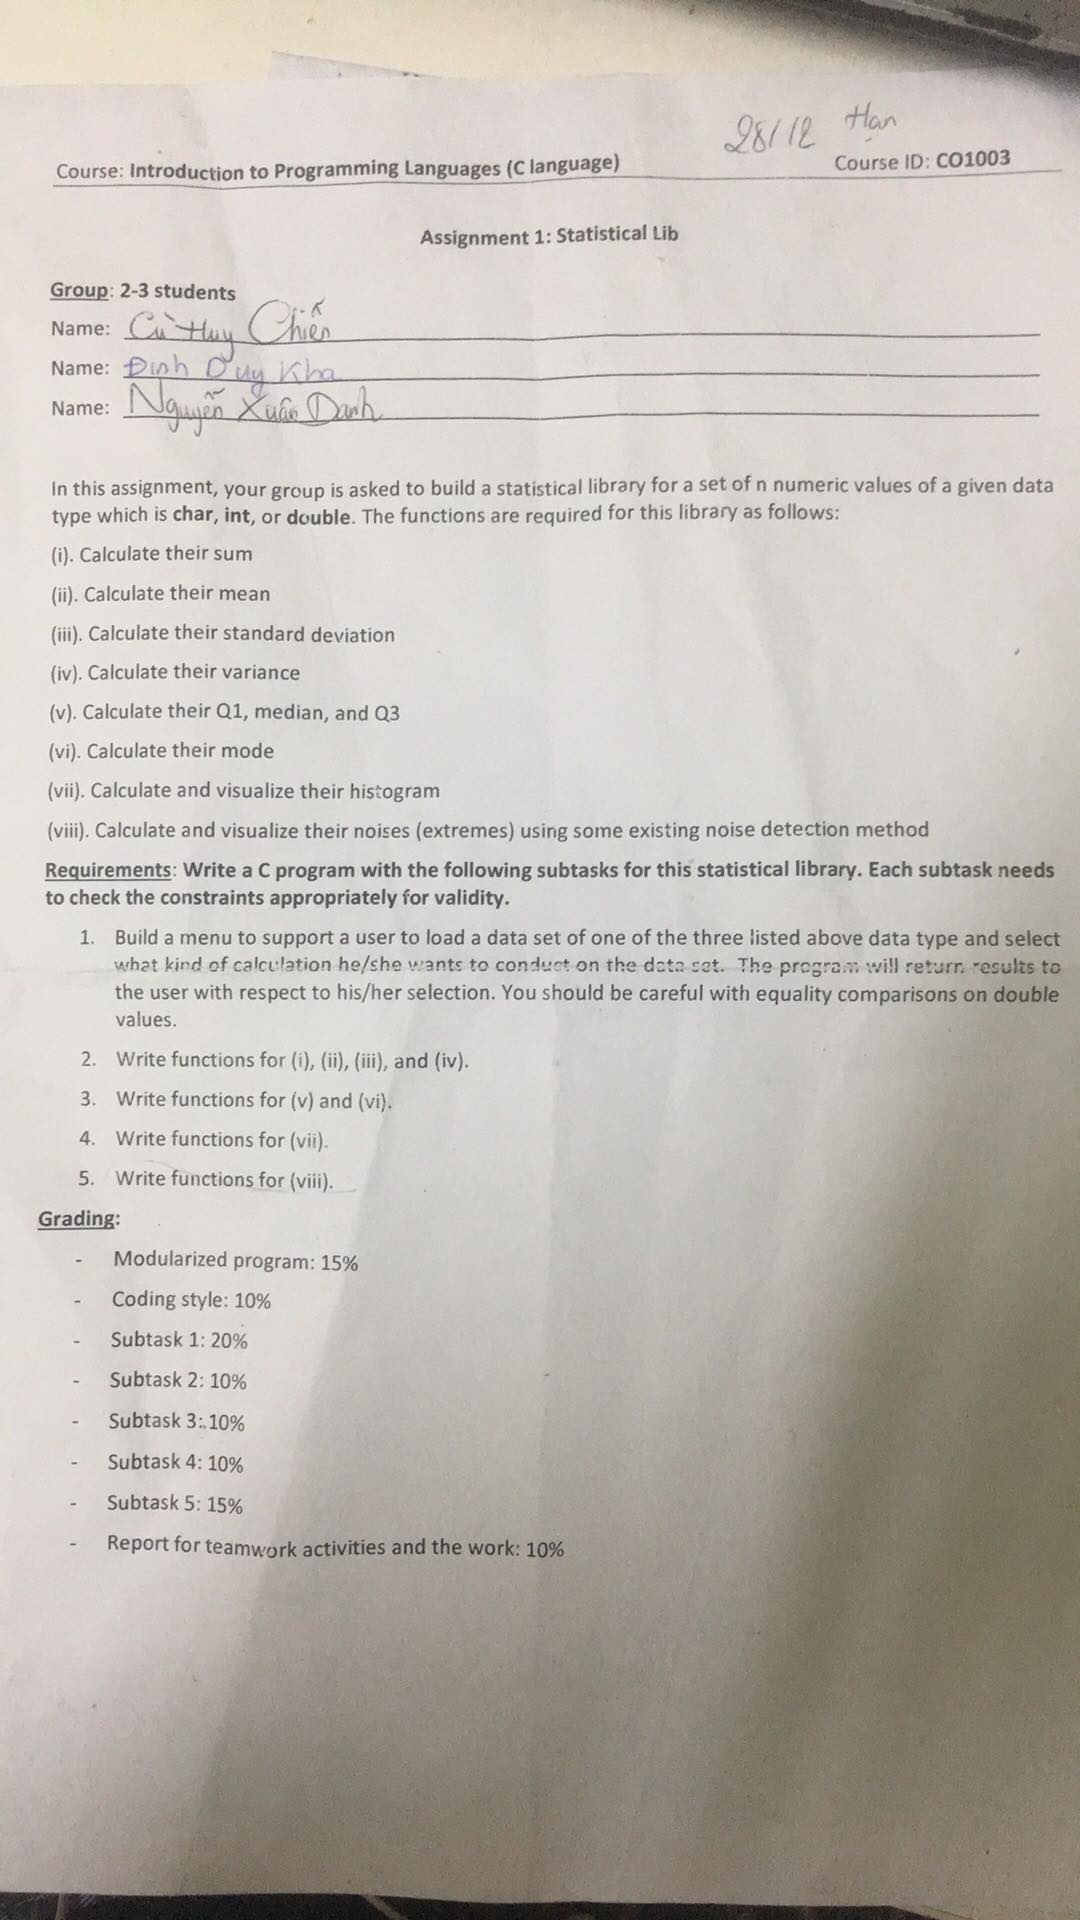 28/12 Hạn
Course: Introduction to Programming Languages (C language) Course ID: CO1003
Assignment 1: Statistical Lib
Group: 2-3 students
Name: Cù Huy Chiến
Name: Đinh Duy Kha
Name: Nguyễn Xuân Danh
In this assignment, your group is asked to build a statistical library for a set of n numeric values of a given data
type which is char, int, or double. The functions are required for this library as follows:
(i). Calculate their sum
(ii). Calculate their mean
(iii). Calculate their standard deviation
(iv). Calculate their variance
(v). Calculate their Q1, median, and Q3
(vi). Calculate their mode
(vii). Calculate and visualize their histogram
(viii). Calculate and visualize their noises (extremes) using some existing noise detection method
Requirements: Write a C program with the following subtasks for this statistical library. Each subtask needs
to check the constraints appropriately for validity.
1. Build a menu to support a user to load a data set of one of the three listed above data type and select
what kind of calculation he/she wants to conduct on the data set. The program will return results to
the user with respect to his/her selection. You should be careful with equality comparisons on double
values.
2. Write functions for (i), (ii), (iii), and (iv).
3. Write functions for (v) and (vi).
4. Write functions for (vii).
5. Write functions for (viii).
Grading:
- Modularized program: 15%
- Coding style: 10%
- Subtask 1: 20%
- Subtask 2: 10%
- Subtask 3: 10%
- Subtask 4: 10%
- Subtask 5: 15%
- Report for teamwork activities and the work: 10%